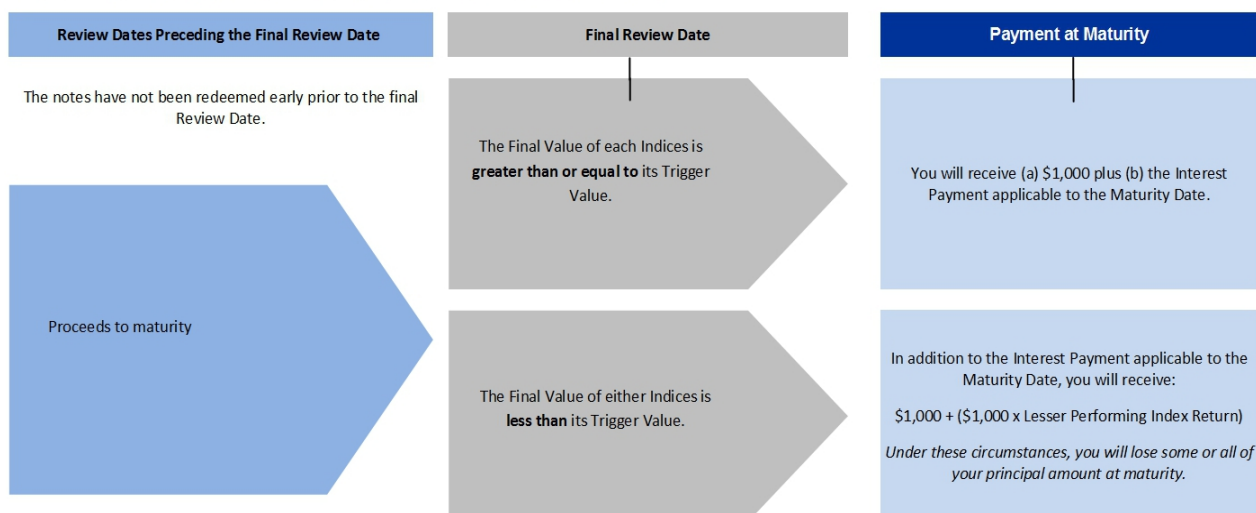 Review Dates Preceding the Final Review Date
The notes have not been redeemed early prior to the final
Review Date.
Proceeds to maturity
Final Review Date
The Final Value of each Indices is
greater than or equal to its Trigger
Value.
The Final Value of either Indices is
less than its Trigger Value.
Payment at Maturity
You will receive (a) $1,000 plus (b) the Interest
Payment applicable to the Maturity Date.
In addition to the Interest Payment applicable to the
Maturity Date, you will receive:
$1,000 + ($1,000 x Lesser Performing Index Return)
Under these circumstances, you will lose some or all of
your principal amount at maturity.